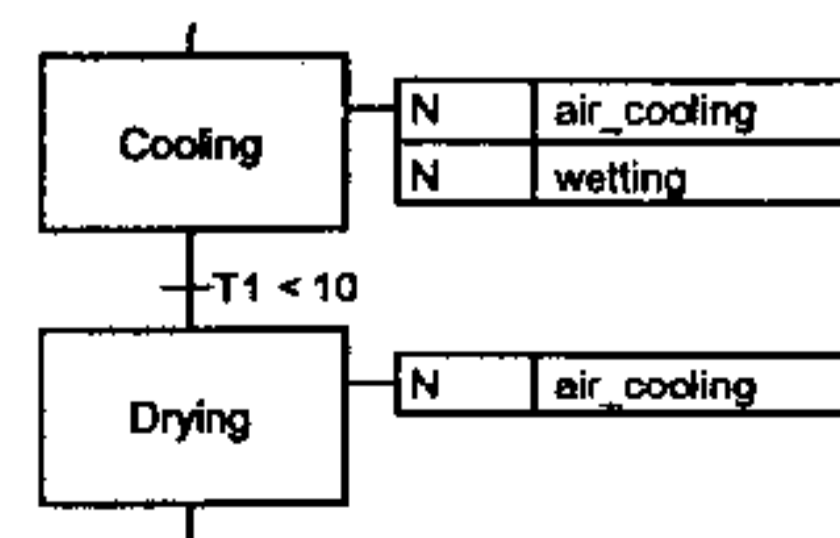 Cooling
N air_cooling
N wetting
T1 < 10
Drying
N air_cooling